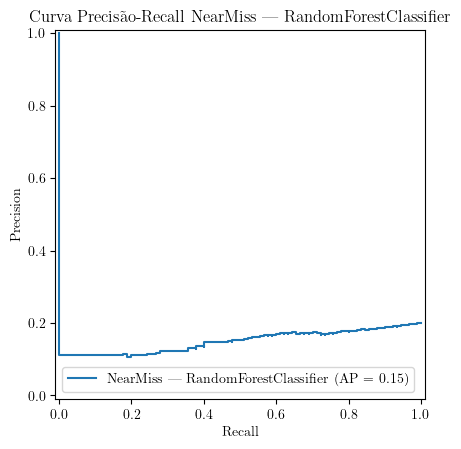 Curva Precisão-Recall NearMiss — RandomForestClassifier
1.0
0.8
0.6
0.4
0.2
0.0
Precision
NearMiss — RandomForestClassifier (AP = 0.15)
0.0 0.2 0.4 0.6 0.8 1.0
Recall